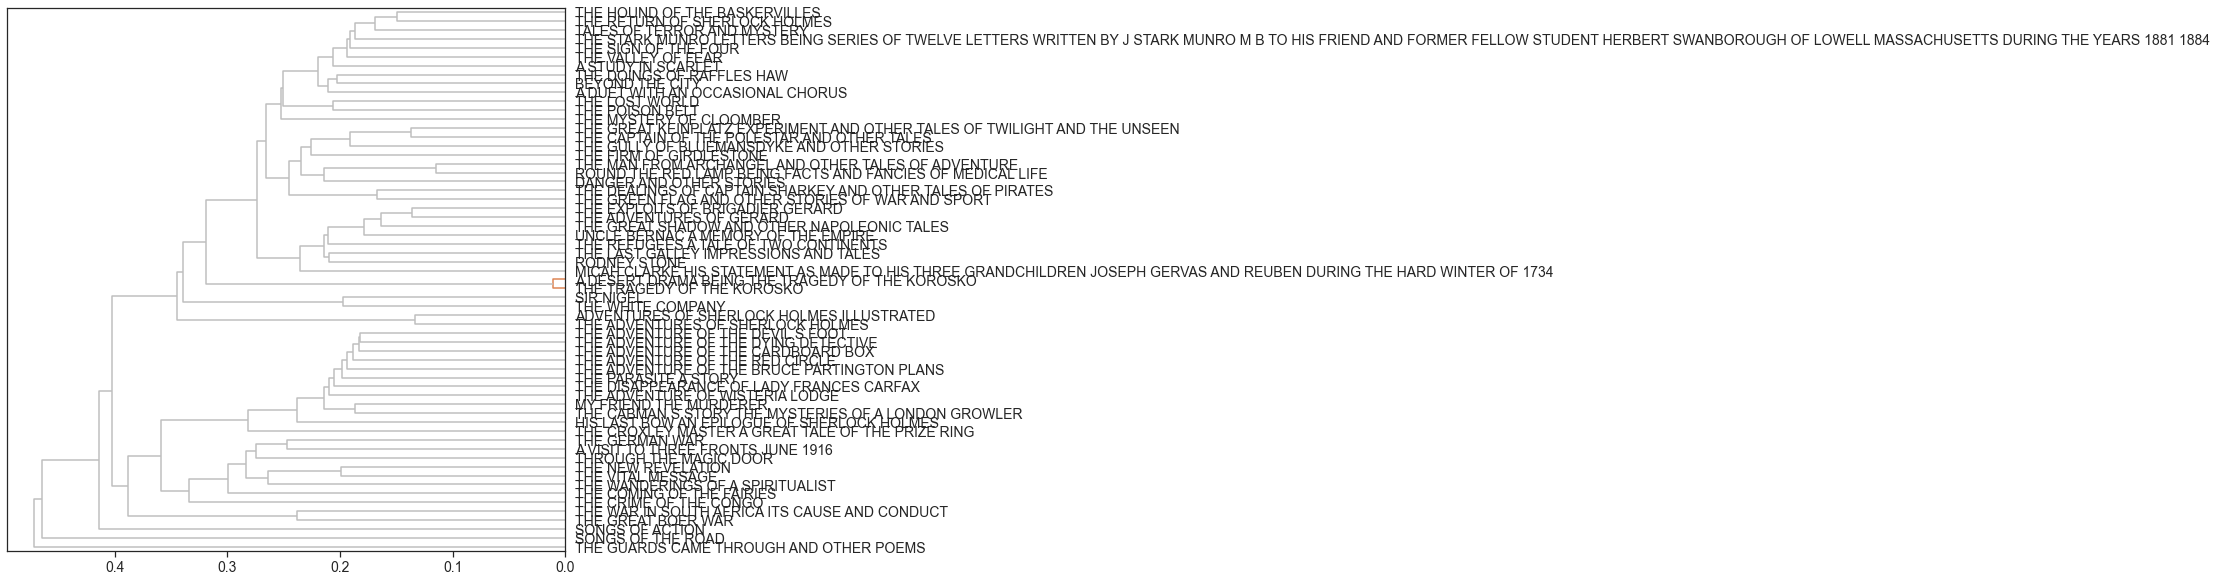 THE HOUND OF THE BASKERVILLES
THE RETURN OF SHERLOCK HOLMES
TALES OF TERROR AND MYSTERY
THE STARK MUNRO LETTERS BEING SERIES OF TWELVE LETTERS WRITTEN BY J STARK MUNRO M B TO HIS FRIEND AND FORMER FELLOW STUDENT HERBERT SWANBOROUGH OF LOWELL MASSACHUSETTS DURING THE YEARS 1881 1884
THE SIGN OF THE FOUR
THE VALLEY OF FEAR
A STUDY IN SCARLET
THE DOINGS OF RAFFLES HAW
BEYOND THE CITY
A DUET WITH AN OCCASIONAL CHORUS
THE LOST WORLD
THE POISON BELT
THE MYSTERY OF CLOOMBER
THE GREAT KEINPLATZ EXPERIMENT AND OTHER TALES OF TWILIGHT AND THE UNSEEN
THE CAPTAIN OF THE POLESTAR AND OTHER TALES
THE GULLY OF BLUEMANSDYKE AND OTHER STORIES
THE FIRM OF GIRDLESTONE
THE MAN FROM ARCHANGEL AND OTHER TALES OF ADVENTURE
ROUND THE RED LAMP BEING FACTS AND FANCIES OF MEDICAL LIFE
DANGER AND OTHER STORIES
THE DEALINGS OF CAPTAIN SHARKEY AND OTHER TALES OF PIRATES
THE GREEN FLAG AND OTHER STORIES OF WAR AND SPORT
THE EXPLOITS OF BRIGADIER GERARD
THE ADVENTURES OF GERARD
THE GREAT SHADOW AND OTHER NAPOLEONIC TALES
UNCLE BERNAC A MEMORY OF THE EMPIRE
THE REFUGEES A TALE OF TWO CONTINENTS
THE LAST GALLEY IMPRESSIONS AND TALES
RODNEY STONE
MICAH CLARKE HIS STATEMENT AS MADE TO HIS THREE GRANDCHILDREN JOSEPH GERVAS AND REUBEN DURING THE HARD WINTER OF 1734
A DESERT DRAMA BEING THE TRAGEDY OF THE KOROSKO
THE TRAGEDY OF THE KOROSKO
SIR NIGEL
THE WHITE COMPANY
ADVENTURES OF SHERLOCK HOLMES ILLUSTRATED
THE ADVENTURES OF SHERLOCK HOLMES
THE ADVENTURE OF THE DEVIL S FOOT
THE ADVENTURE OF THE DYING DETECTIVE
THE ADVENTURE OF THE CARDBOARD BOX
THE ADVENTURE OF THE RED CIRCLE
THE ADVENTURE OF THE BRUCE PARTINGTON PLANS
THE PARASITE A STORY
THE DISAPPEARANCE OF LADY FRANCES CARFAX
THE ADVENTURE OF WISTERIA LODGE
MY FRIEND THE MURDERER
THE CABMAN S STORY THE MYSTERIES OF A LONDON GROWLER
HIS LAST BOW AN EPILOGUE OF SHERLOCK HOLMES
THE CROXLEY MASTER A GREAT TALE OF THE PRIZE RING
THE GERMAN WAR
A VISIT TO THREE FRONTS JUNE 1916
THROUGH THE MAGIC DOOR
THE NEW REVELATION
THE VITAL MESSAGE
THE WANDERINGS OF A SPIRITUALIST
THE COMING OF THE FAIRIES
THE CRIME OF THE CONGO
THE WAR IN SOUTH AFRICA ITS CAUSE AND CONDUCT
THE GREAT BOER WAR
SONGS OF ACTION
SONGS OF THE ROAD
THE GUARDS CAME THROUGH AND OTHER POEMS
0.4 0.3 0.2 0.1 0.0